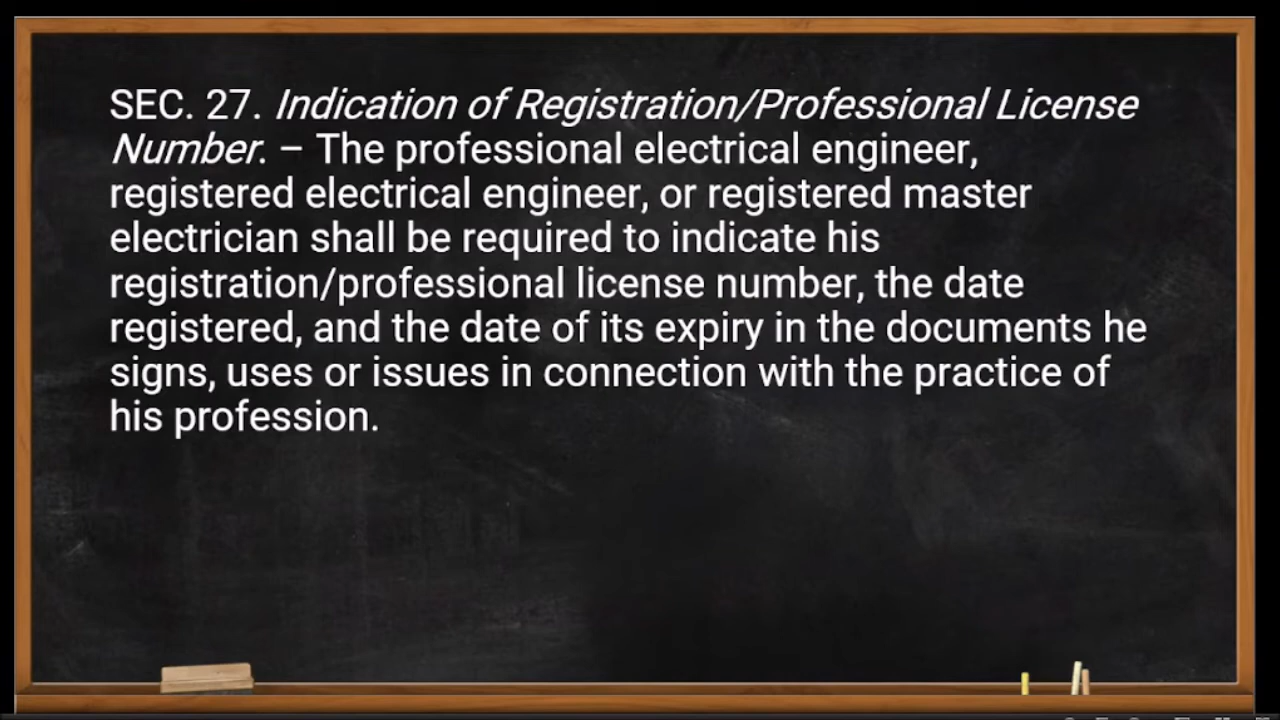 SEC. 27. Indication of Registration/Professional License
Number. – The professional electrical engineer,
registered electrical engineer, or registered master
electrician shall be required to indicate his
registration/professional license number, the date
registered, and the date of its expiry in the documents he
signs, uses or issues in connection with the practice of
his profession.